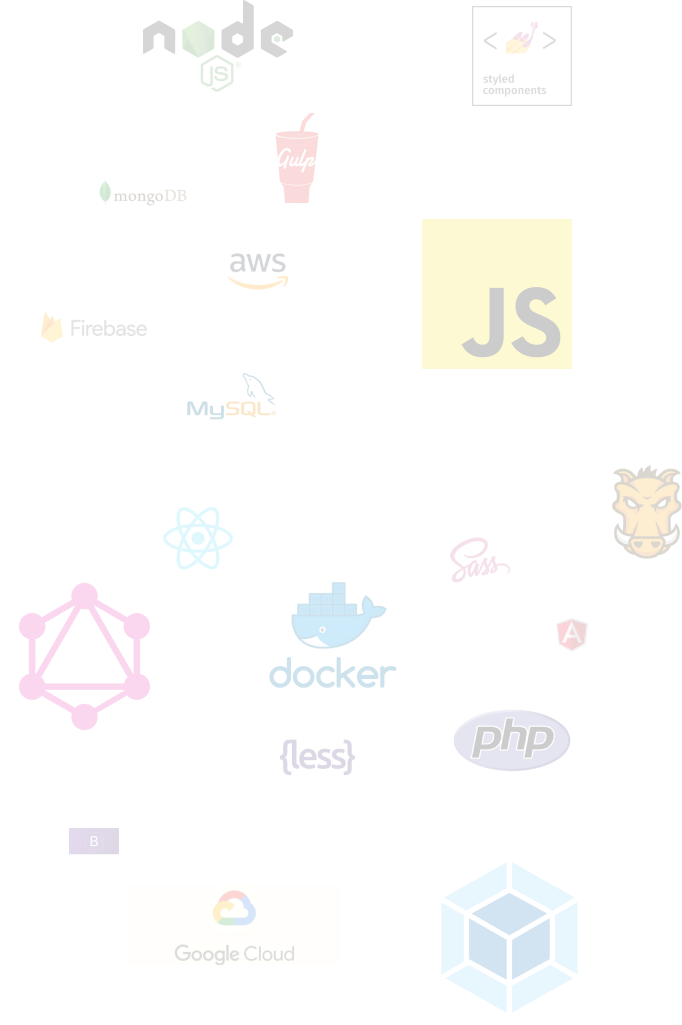 node
JS
styled
components
Gulp
mongoDB
aws
JS
Firebase
MySQL
Sass
A
docker
php
{less}
B
Google Cloud